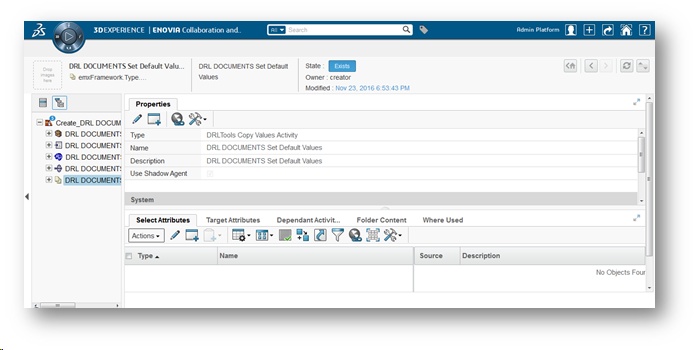 3DEXPERIENCE | ENOVIA Collaboration and..
All Search
Admin Platform
Drop
images
here
DRL DOCUMENTS Set Default Valu...
emxFramework Type....
DRL DOCUMENTS Set Default
Values
State : Exists
Owner : creator
Modified : Nov 23, 2016 6:53:43 PM
Create_DRL DOCUM
DRL DOCUMENTS
DRL DOCUMENTS
DRL DOCUMENTS
DRL DOCUMENTS
DRL DOCUMENTS
Properties
Type DRLTools Copy Values Activity
Name DRL DOCUMENTS Set Default Values
Description DRL DOCUMENTS Set Default Values
Use Shadow Agent
System
Select Attributes Target Attributes Dependant Activit... Folder Content Where Used
Actions
Type Name Source Description
No Objects Four